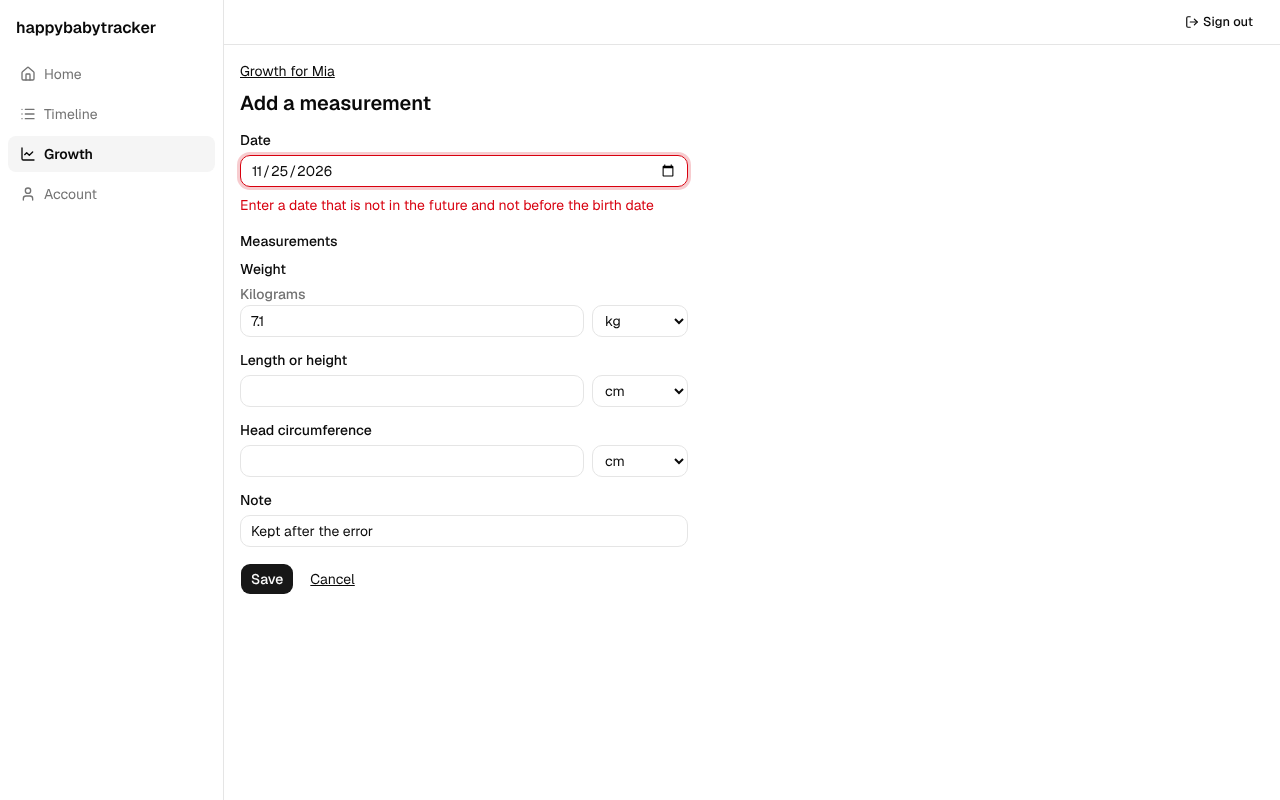 happybabytracker
Sign out
Home
Timeline
Growth
Account
Growth for Mia
Add a measurement
Date
11/25/2026
Enter a date that is not in the future and not before the birth date
Measurements
Weight
Kilograms
7.1 kg
Length or height
cm
Head circumference
cm
Note
Kept after the error
Save Cancel